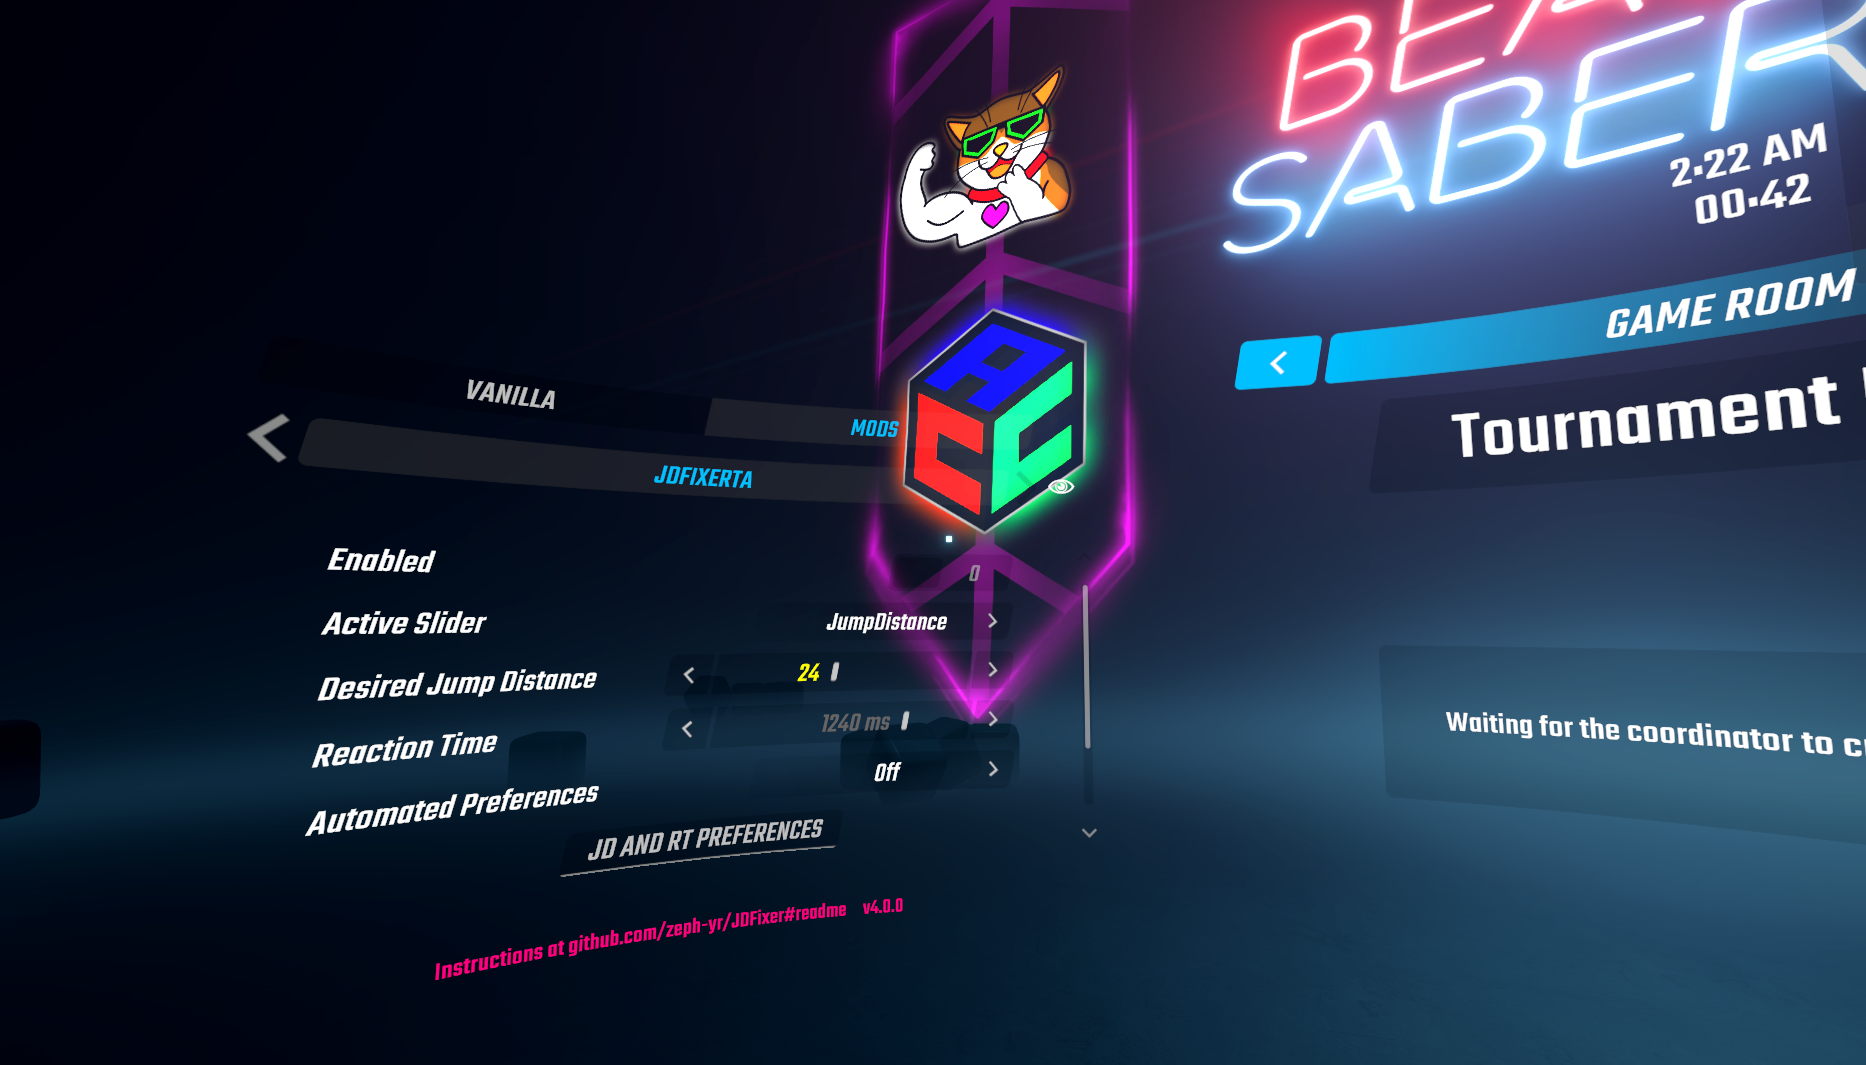 BEA
SABER
2:22 AM
00:42
GAME ROOM
Tournament
VANILLA
MODS
JDFIXERTA
A
C
C
Enabled
0
Active Slider
JumpDistance
Desired Jump Distance
24
Reaction Time
1240 ms
Automated Preferences
Off
JD AND RT PREFERENCES
Instructions at github.com/zeph-yr/JDFixer#readme v4.0.0
Waiting for the coordinator to